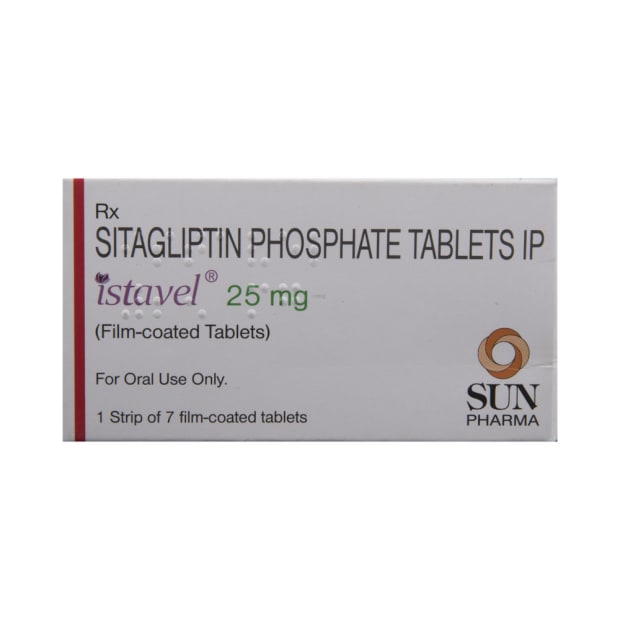 Rx
SITAGLIPTIN PHOSPHATE TABLETS IP
istavel® 25 mg
(Film-coated Tablets)
For Oral Use Only.
1 Strip of 7 film-coated tablets
SUN
PHARMA